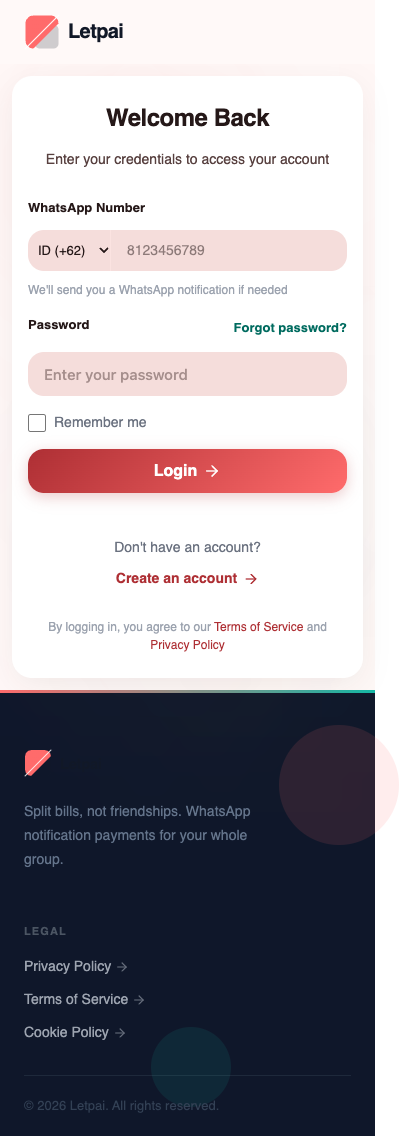 Letpai
Welcome Back
Enter your credentials to access your account
WhatsApp Number
ID (+62) 8123456789
We'll send you a WhatsApp notification if needed
Password Forgot password?
Enter your password
Remember me
Login →
Don't have an account?
Create an account →
By logging in, you agree to our Terms of Service and
Privacy Policy
Split bills, not friendships. WhatsApp
notification payments for your whole
group.
LEGAL
Privacy Policy →
Terms of Service →
Cookie Policy →
© 2026 Letpai. All rights reserved.